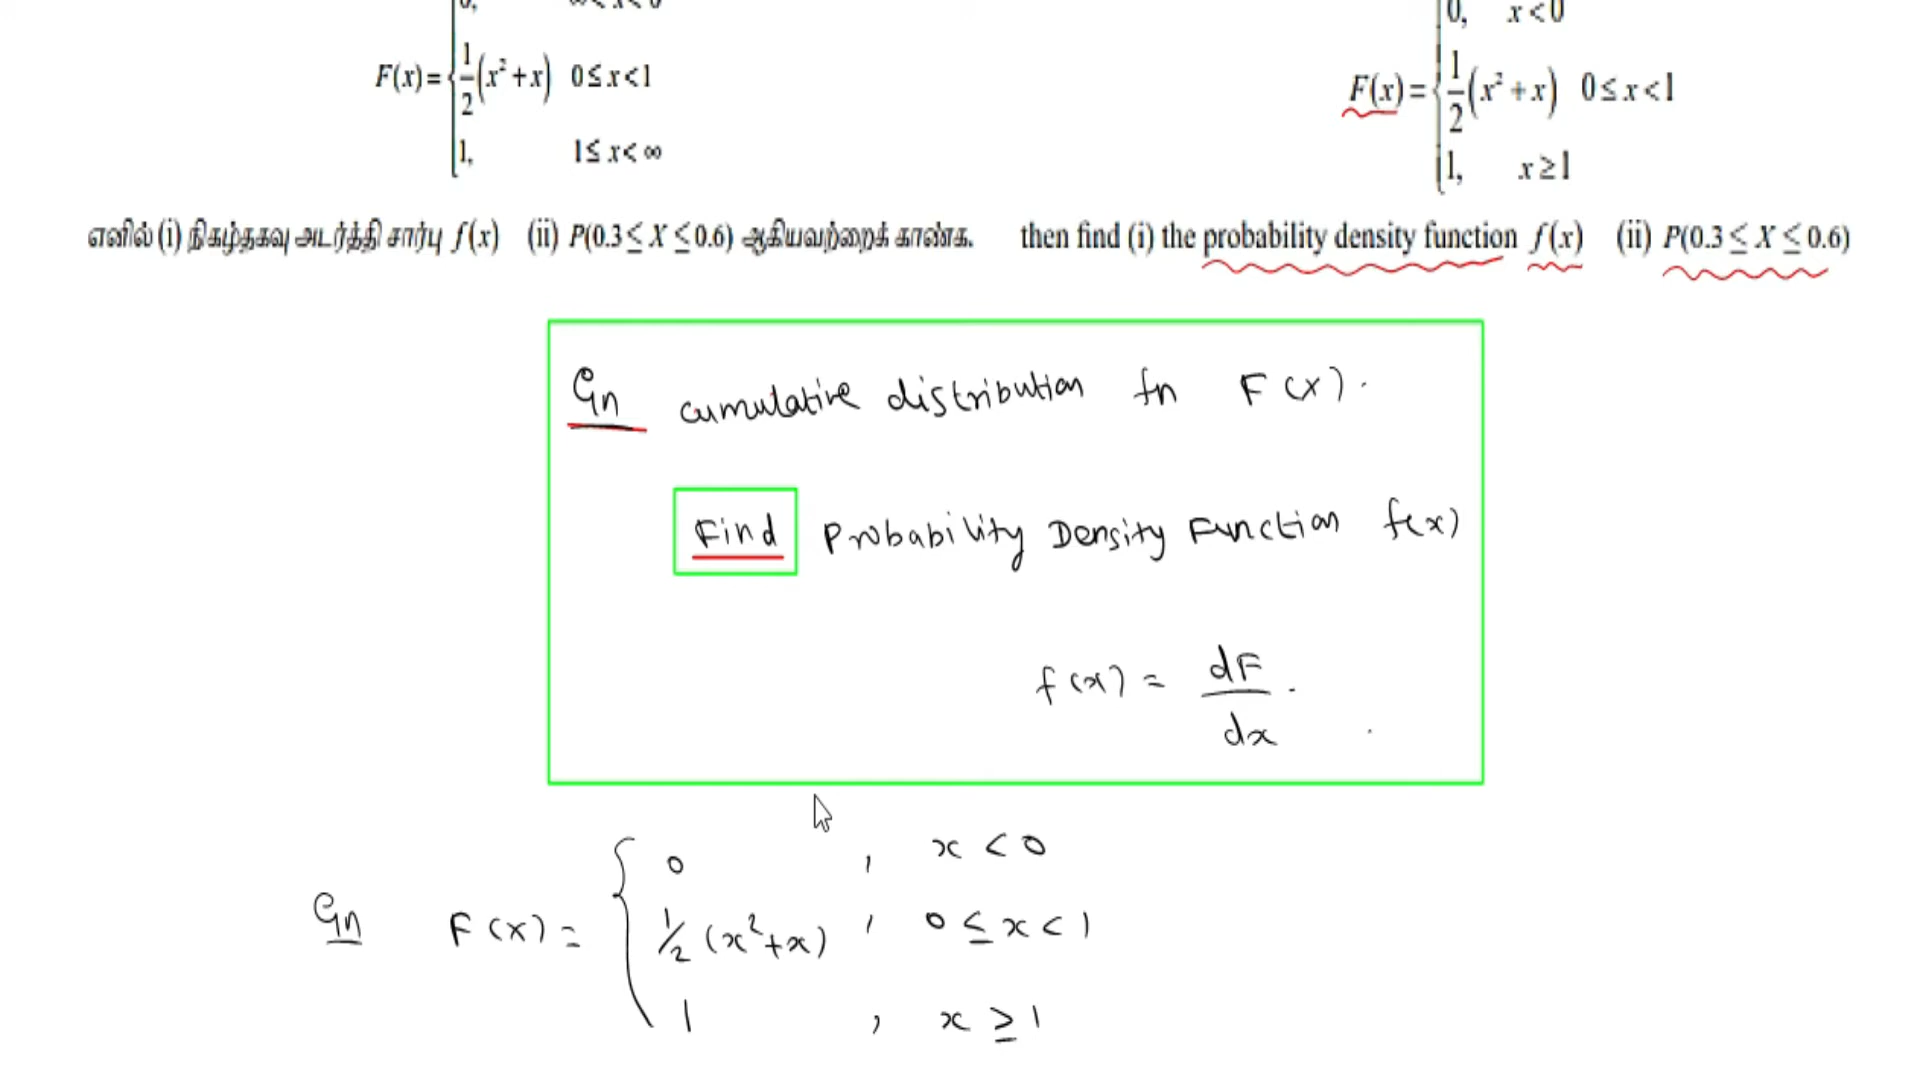 0, x<0
F(x)= 1/2(x²+x) 0≤x<1
1, 1≤x<∞
F(x)= 1/2(x²+x) 0≤x<1
1, x≥1
எனில் (i) நிகழ்தகவு அடர்த்தி சார்பு f(x) (ii) P(0.3≤X≤0.6) ஆகியவற்றைக் காண்க. then find (i) the probability density function f(x) (ii) P(0.3≤X≤0.6)
Gn cumulative distribution fn F(x).
Find Probability Density Function f(x)
f(x) = dF/dx.
0 , x < 0
Gn F(x) = 1/2 (x²+x) , 0 ≤ x < 1
1 , x ≥ 1